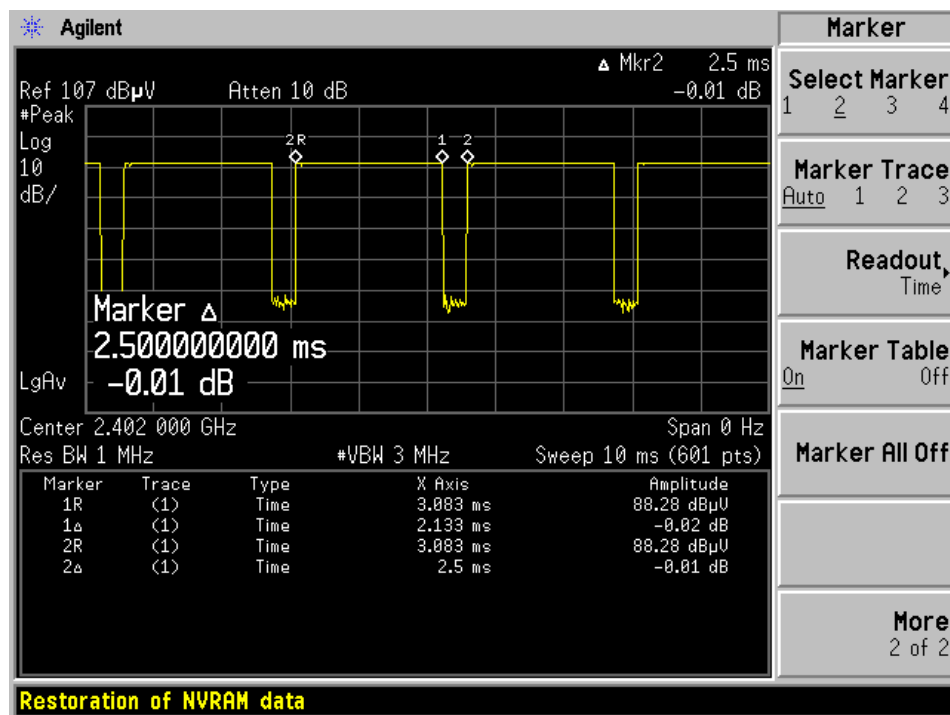 Agilent
Marker
Δ Mkr2 2.5 ms
Ref 107 dBµV Atten 10 dB -0.01 dB
#Peak
Log
10
dB/
2R
1
2
Marker Δ
2.500000000 ms
-0.01 dB
LgAv
Center 2.402 000 GHz Span 0 Hz
Res BW 1 MHz #VBW 3 MHz Sweep 10 ms (601 pts)
Marker Trace Type X Axis Amplitude
1R (1) Time 3.083 ms 88.28 dBµV
1Δ (1) Time 2.133 ms -0.02 dB
2R (1) Time 3.083 ms 88.28 dBµV
2Δ (1) Time 2.5 ms -0.01 dB
Select Marker
1 2 3 4
Marker Trace
Auto 1 2 3
Readout
Time
Marker Table
On Off
Marker All Off
More
2 of 2
Restoration of NVRAM data